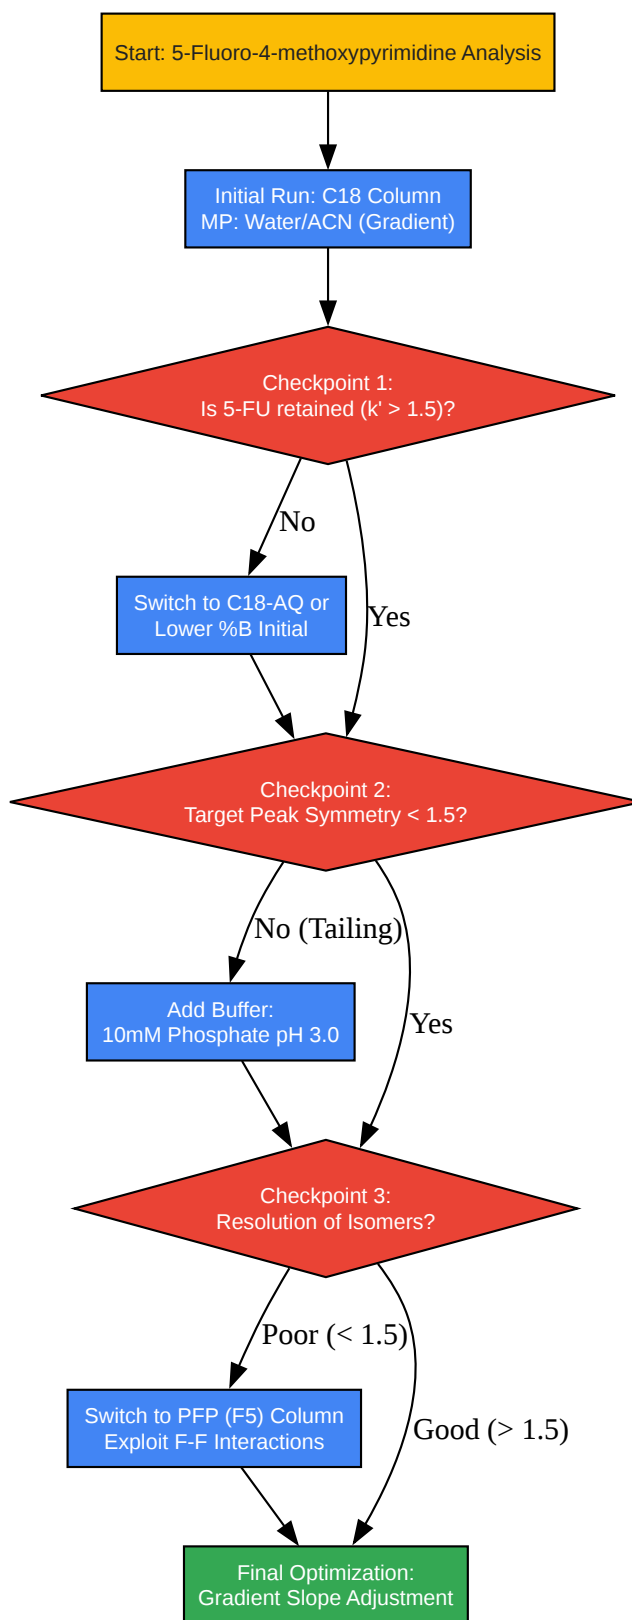 Start: 5-Fluoro-4-methoxypyrimidine Analysis
Initial Run: C18 Column
MP: Water/ACN (Gradient)
Checkpoint 1:
Is 5-FU retained (k' > 1.5)?
No
Yes
Switch to C18-AQ or
Lower %B Initial
Checkpoint 2:
Target Peak Symmetry < 1.5?
No (Tailing)
Yes
Add Buffer:
10mM Phosphate pH 3.0
Checkpoint 3:
Resolution of Isomers?
Poor (< 1.5)
Good (> 1.5)
Switch to PFP (F5) Column
Exploit F-F Interactions
Final Optimization:
Gradient Slope Adjustment